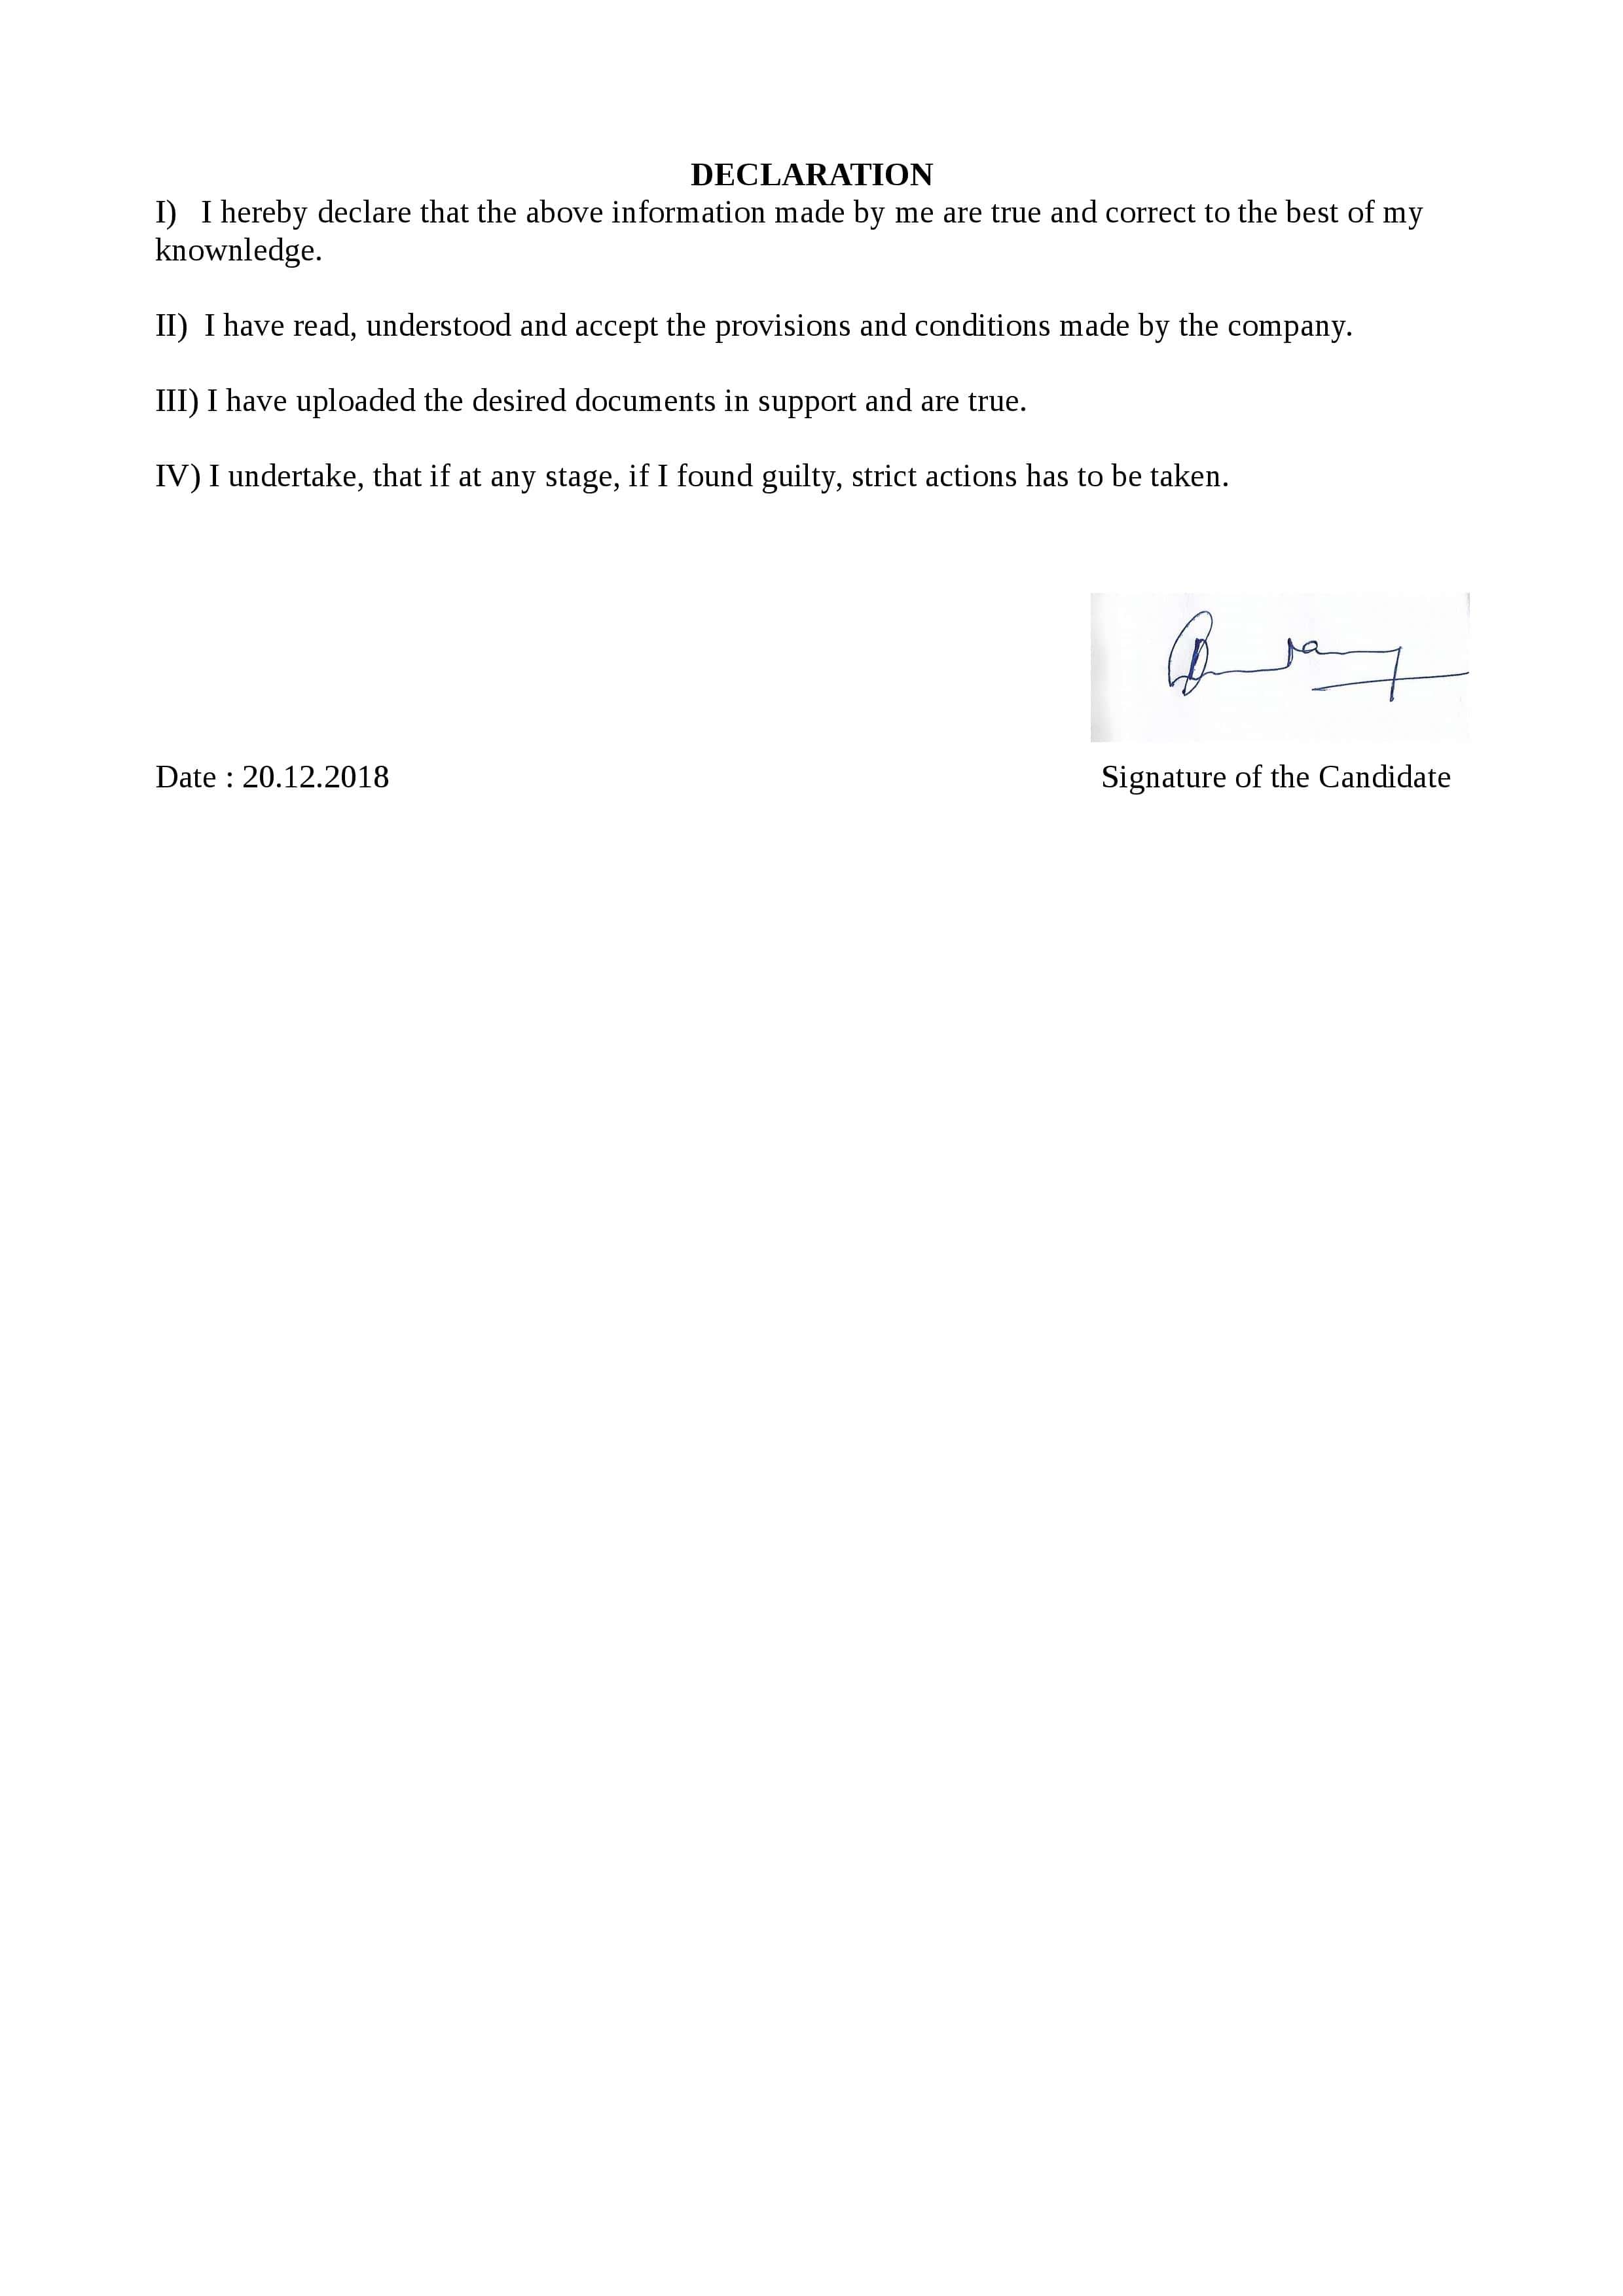 DECLARATION
I) I hereby declare that the above information made by me are true and correct to the best of my
knownledge.
II) I have read, understood and accept the provisions and conditions made by the company.
III) I have uploaded the desired documents in support and are true.
IV) I undertake, that if at any stage, if I found guilty, strict actions has to be taken.
Date : 20.12.2018 Signature of the Candidate